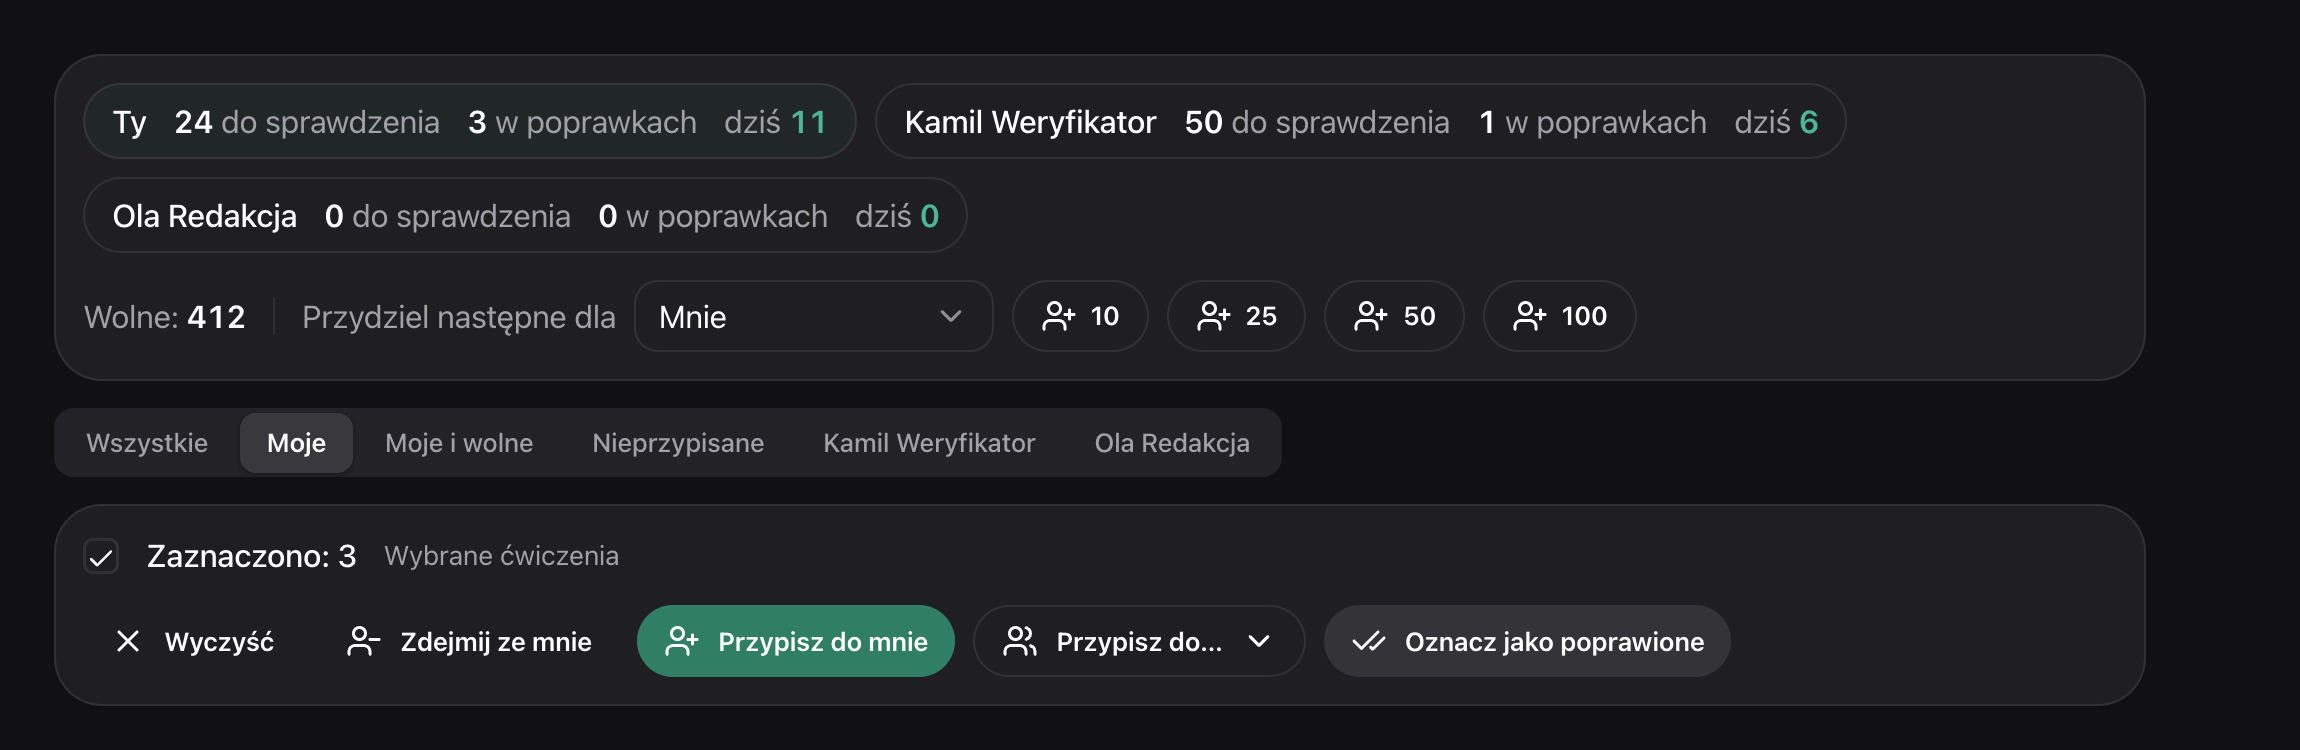 Ty 24 do sprawdzenia 3 w poprawkach dziś 11 Kamil Weryfikator 50 do sprawdzenia 1 w poprawkach dziś 6
Ola Redakcja 0 do sprawdzenia 0 w poprawkach dziś 0
Wolne: 412 Przydziel następne dla Mnie 10 25 50 100
Wszystkie Moje Moje i wolne Nieprzypisane Kamil Weryfikator Ola Redakcja
Zaznaczono: 3 Wybrane ćwiczenia
Wyczyść Zdejmij ze mnie Przypisz do mnie Przypisz do... Oznacz jako poprawione